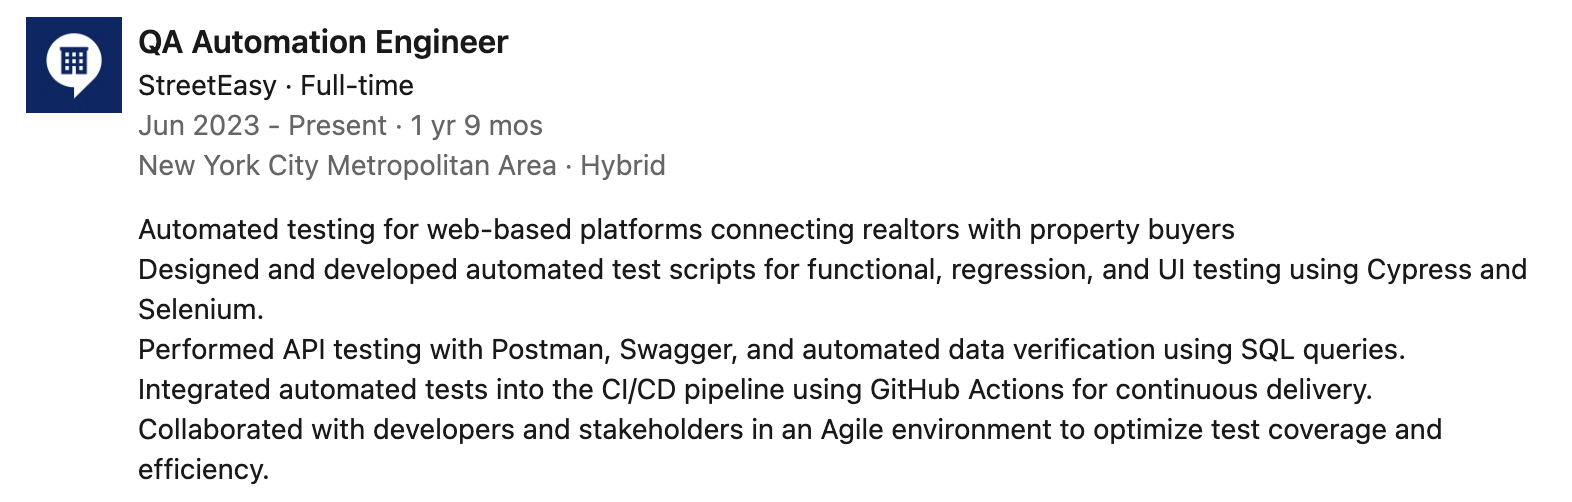 QA Automation Engineer
StreetEasy · Full-time
Jun 2023 - Present · 1 yr 9 mos
New York City Metropolitan Area · Hybrid
Automated testing for web-based platforms connecting realtors with property buyers
Designed and developed automated test scripts for functional, regression, and UI testing using Cypress and
Selenium.
Performed API testing with Postman, Swagger, and automated data verification using SQL queries.
Integrated automated tests into the CI/CD pipeline using GitHub Actions for continuous delivery.
Collaborated with developers and stakeholders in an Agile environment to optimize test coverage and
efficiency.